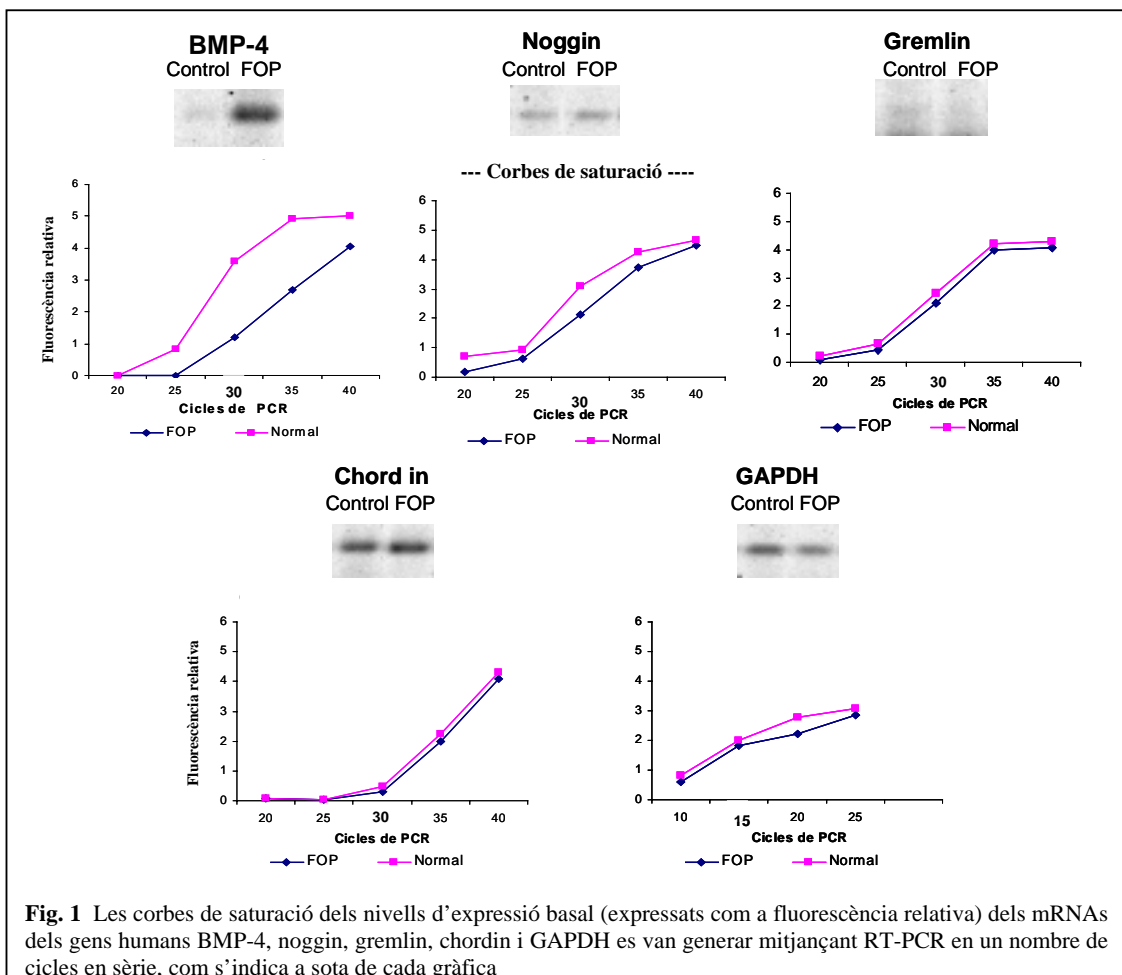 BMP-4
Control FOP
Noggin
Control FOP
Gremlin
Control FOP
--- Corbes de saturació ----
Fluorescència relativa
6
5
4
3
2
1
0
20 25 30 35 40
Cicles de PCR
FOP Normal
6
5
4
3
2
1
0
20 25 30 35 40
Cicles de PCR
FOP Normal
6
5
4
3
2
1
0
20 25 30 35 40
Cicles de PCR
FOP Normal
Chord in
Control FOP
GAPDH
Control FOP
Fluorescència relativa
6
5
4
3
2
1
0
20 25 30 35 40
Cicles de PCR
FOP Normal
6
5
4
3
2
1
0
10 15 20 25
Cicles de PCR
FOP Normal
Fig. 1 Les corbes de saturació dels nivells d'expressió basal (expressats com a fluorescència relativa) dels mRNAs
dels gens humans BMP-4, noggin, gremlin, chordin i GAPDH es van generar mitjançant RT-PCR en un nombre de
cicles en sèrie, com s'indica a sota de cada gràfica